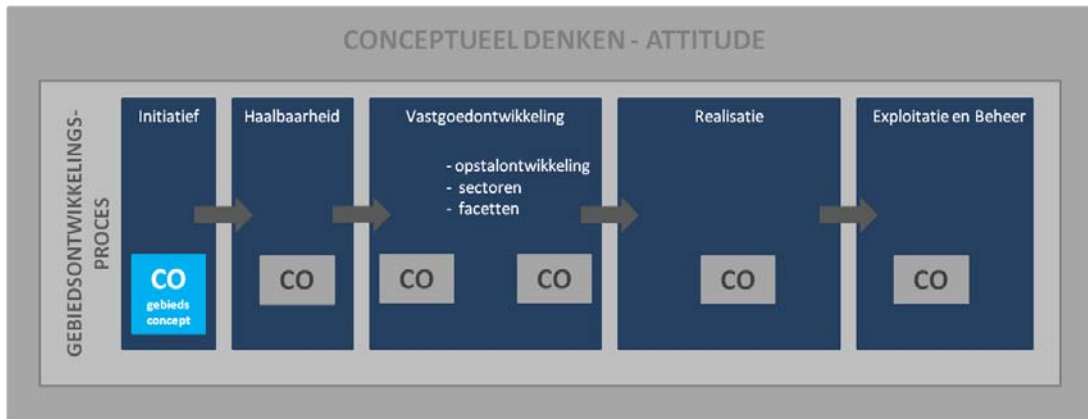 CONCEPTUEEL DENKEN - ATTITUDE
GEBIEDSONTWIKKELINGS-
PROCES
Initiatief
CO
gebieds
concept
Haalbaarheid
CO
Vastgoedontwikkeling
- opstalontwikkeling
- sectoren
- facetten
CO
CO
Realisatie
CO
Exploitatie en Beheer
CO